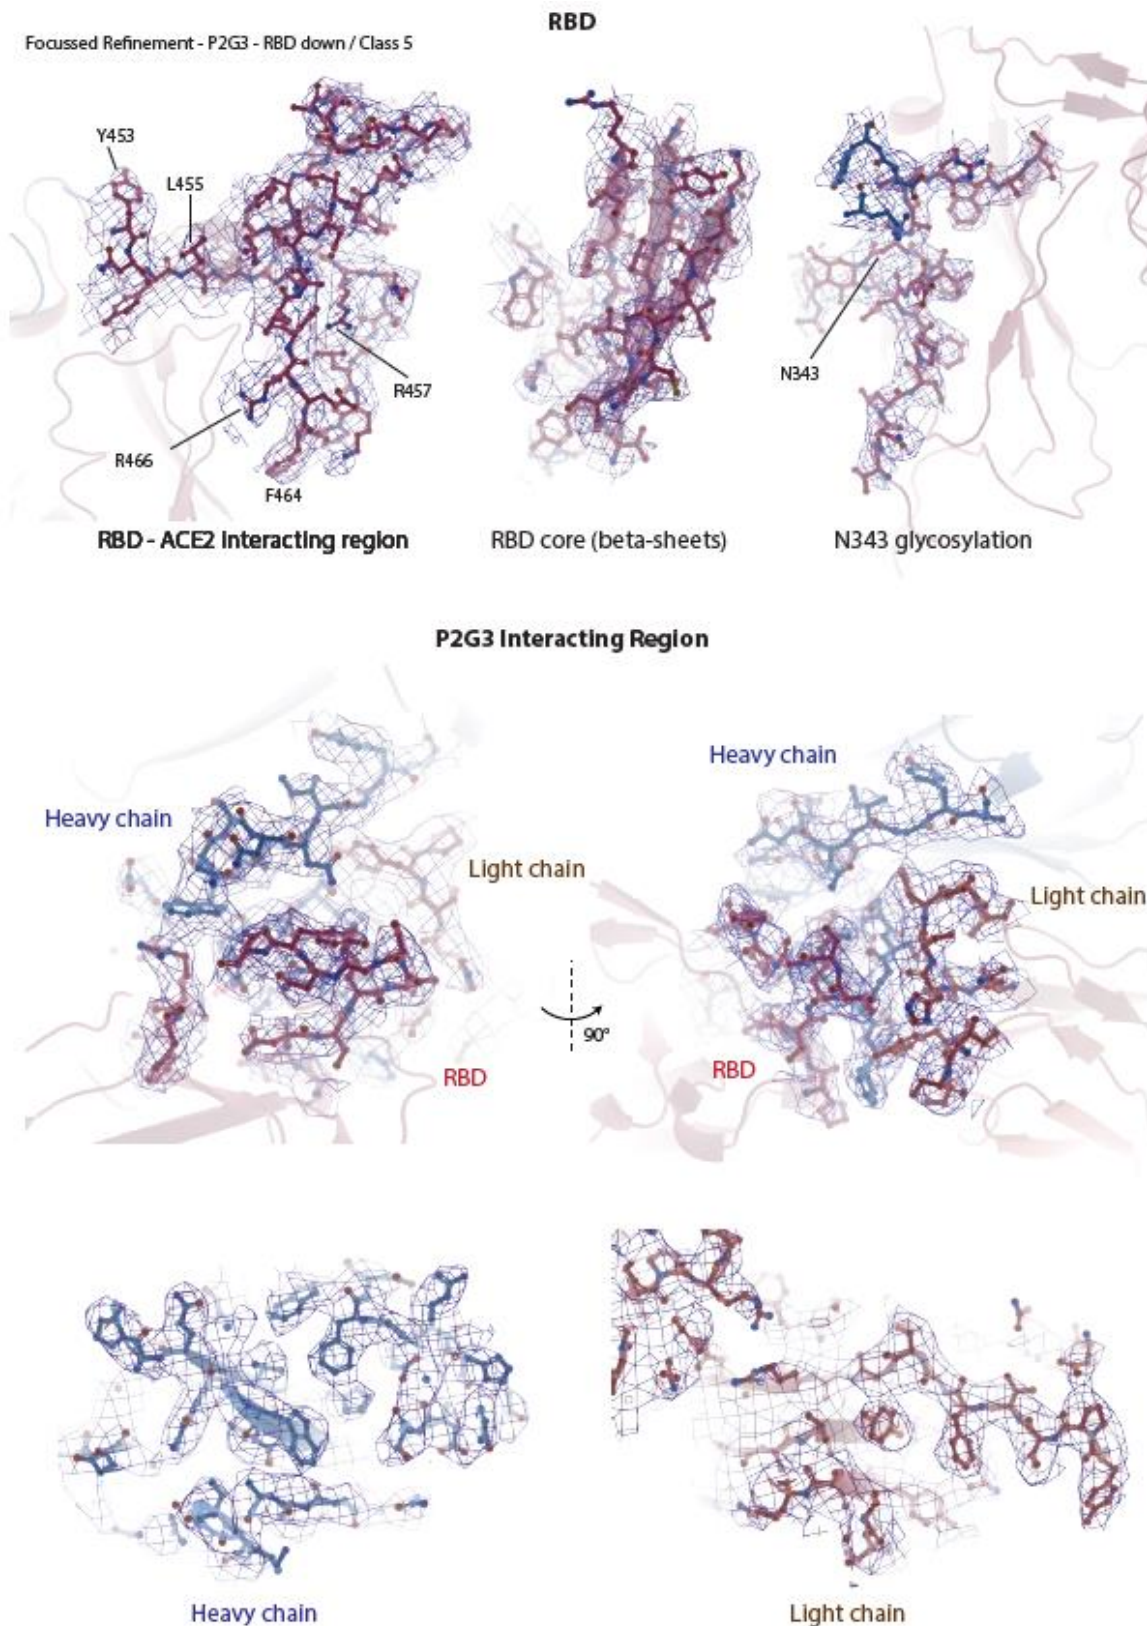 RBD
Focussed Refinement - P2G3 - RBD down / Class 5
Y453
L455
R457
R466
F464
N343
RBD - ACE2 interacting region
RBD core (beta-sheets)
N343 glycosylation
P2G3 Interacting Region
Heavy chain
Light chain
RBD
90°
Heavy chain
Light chain
RBD
Heavy chain
Light chain